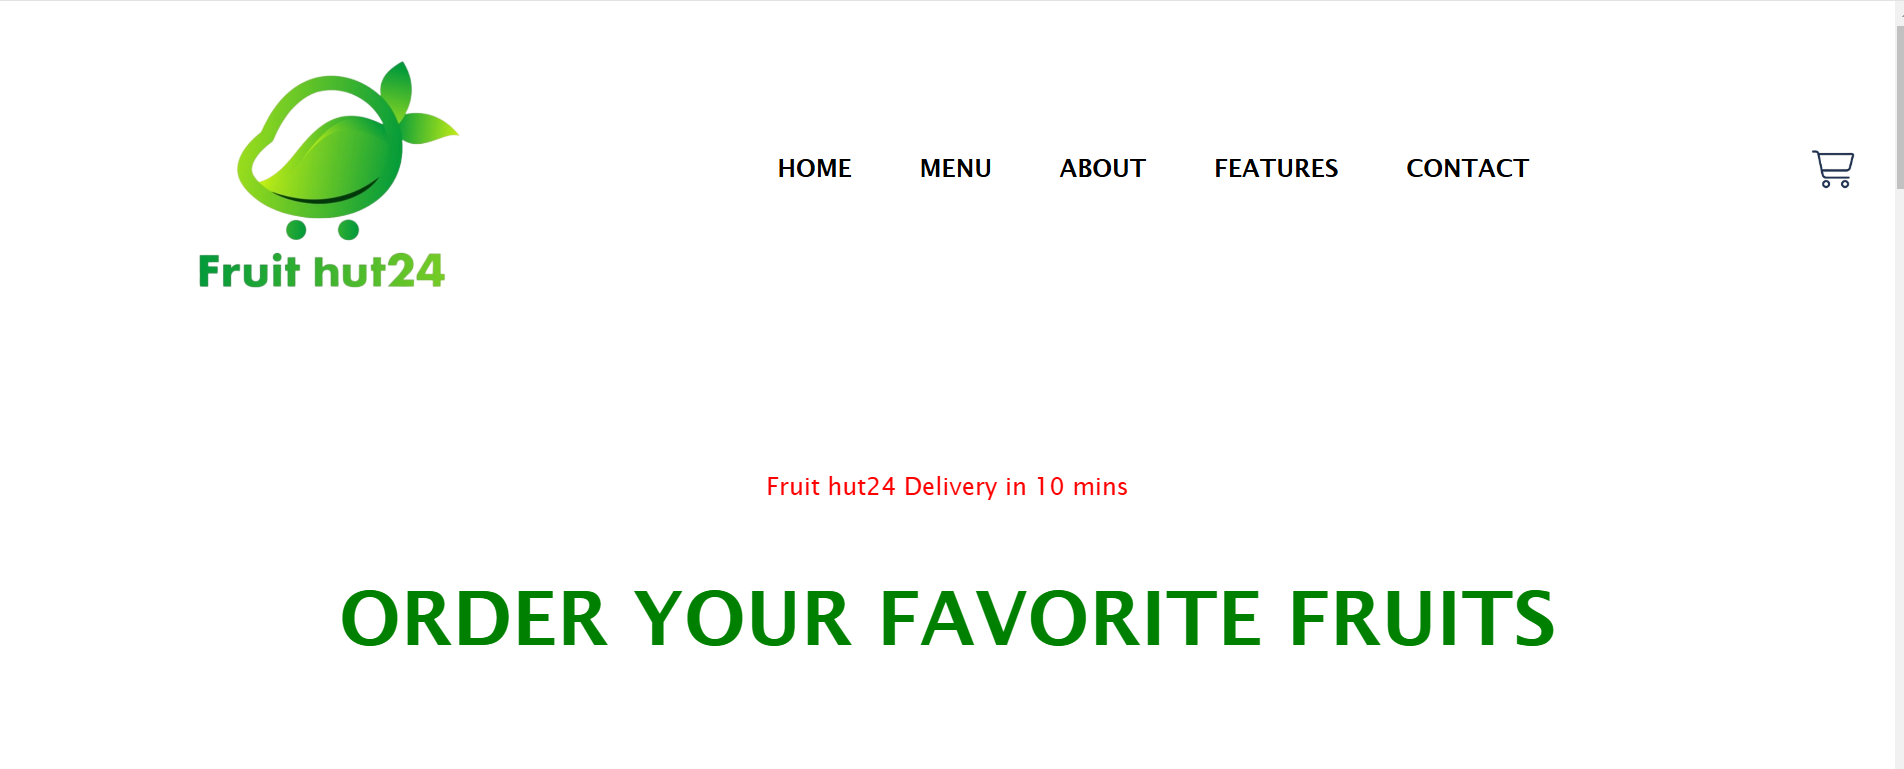 Fruit hut24
HOME MENU ABOUT FEATURES CONTACT
Fruit hut24 Delivery in 10 mins
ORDER YOUR FAVORITE FRUITS